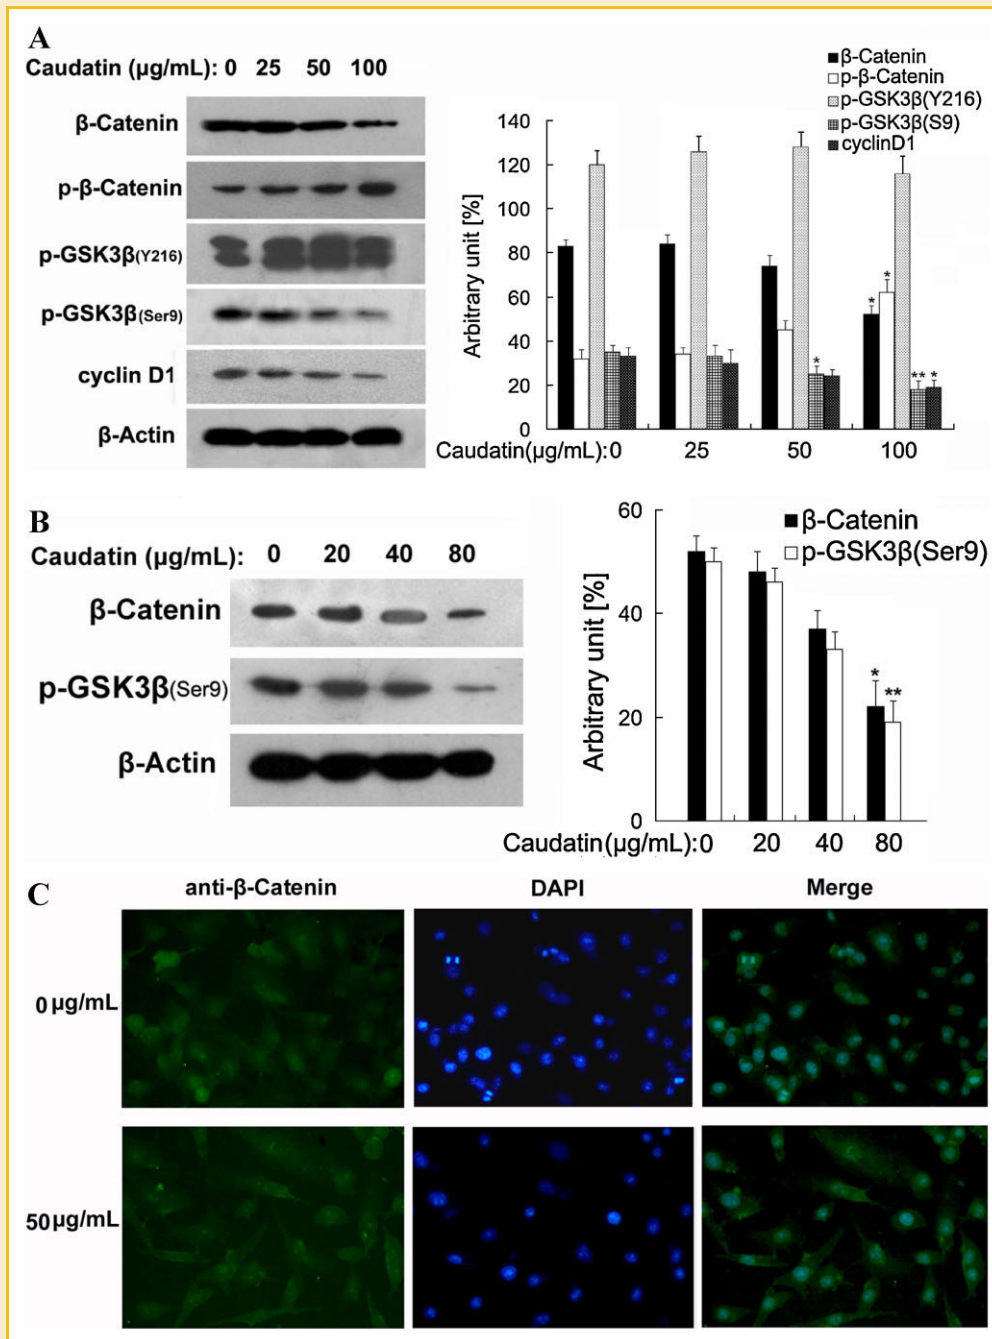 A
Caudatin (µg/mL): 0 25 50 100
β-Catenin
p-β-Catenin
p-GSK3β(Y216)
p-GSK3β(Ser9)
cyclin D1
β-Actin
β-Catenin
p-β-Catenin
p-GSK3β(Y216)
p-GSK3β(S9)
cyclinD1
Arbitrary unit [%]
140
120
100
80
60
40
20
0
* *
*
** *
Caudatin(µg/mL):0 25 50 100
B
Caudatin (µg/mL): 0 20 40 80
β-Catenin
p-GSK3β(Ser9)
β-Actin
β-Catenin
p-GSK3β(Ser9)
Arbitrary unit [%]
60
40
20
0
* **
Caudatin(µg/mL):0 20 40 80
C
anti-β-Catenin DAPI Merge
0 µg/mL
50 µg/mL